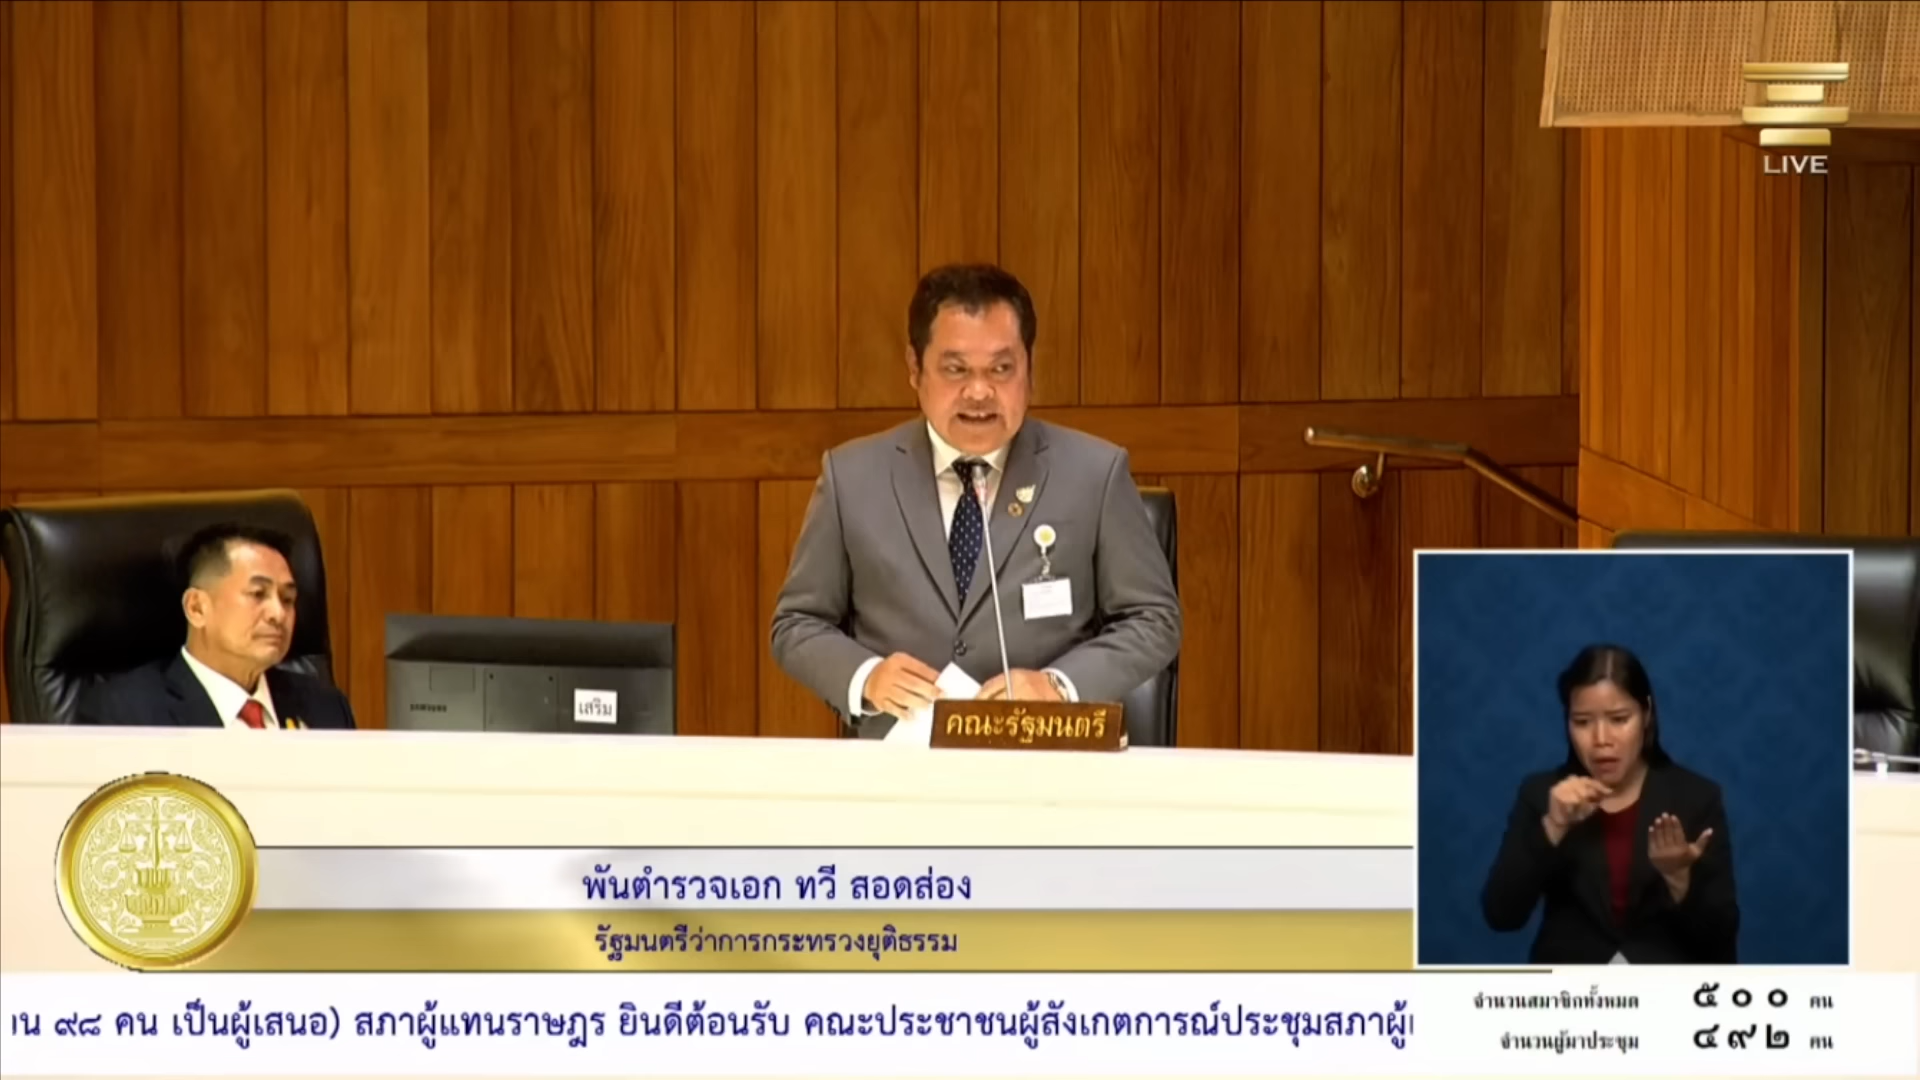 LIVE
SAMSUNG
เสริม
คณะรัฐมนตรี
พันตำรวจเอก ทวี สอดส่อง
รัฐมนตรีว่าการกระทรวงยุติธรรม
จำนวนสมาชิกทั้งหมด ๕๐๐ คน
จำนวนผู้มาประชุม ๔๙๒ คน
๙๘ คน เป็นผู้เสนอ) สภาผู้แทนราษฎร ยินดีต้อนรับ คณะประชาชนผู้สังเกตการณ์ประชุมสภาผู้